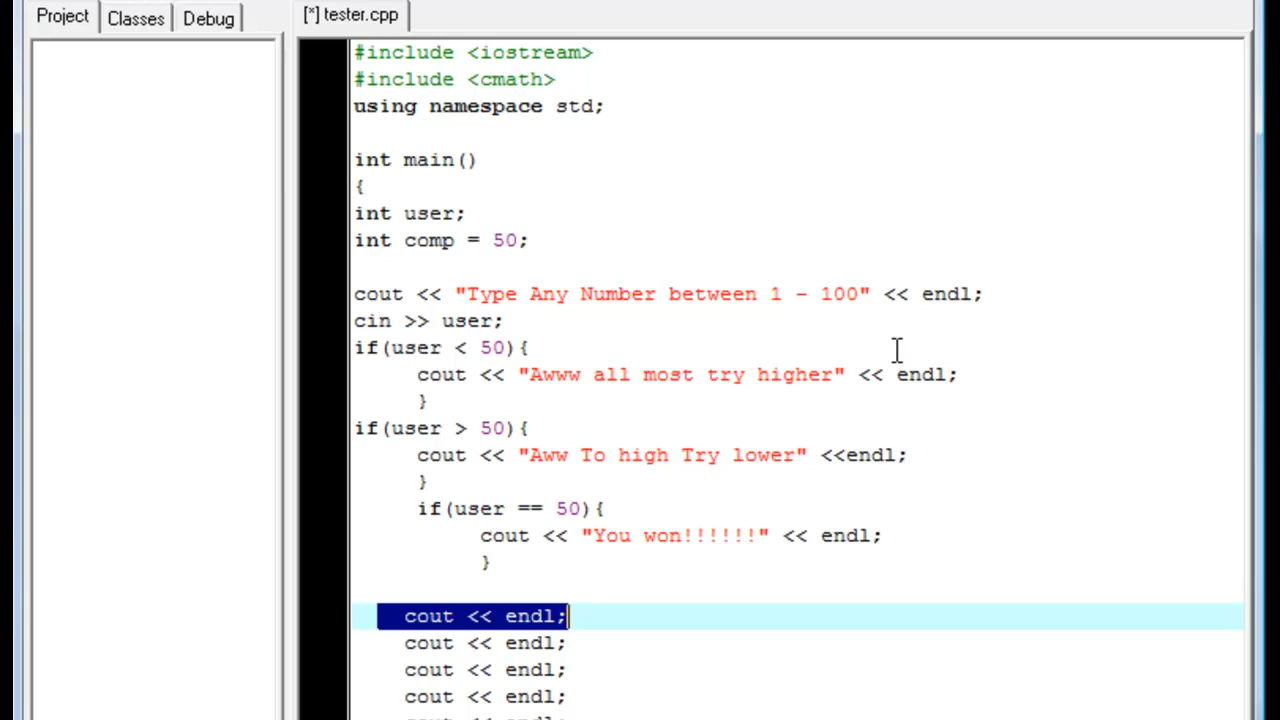 Project Classes Debug [*] tester.cpp
#include <iostream>
#include <cmath>
using namespace std;
int main()
{
int user;
int comp = 50;
cout << "Type Any Number between 1 - 100" << endl;
cin >> user;
if(user < 50){
cout << "Awww all most try higher" << endl;
}
if(user > 50){
cout << "Aww To high Try lower" <<endl;
}
if(user == 50){
cout << "You won!!!!!!" << endl;
}
cout << endl;
cout << endl;
cout << endl;
cout << endl;